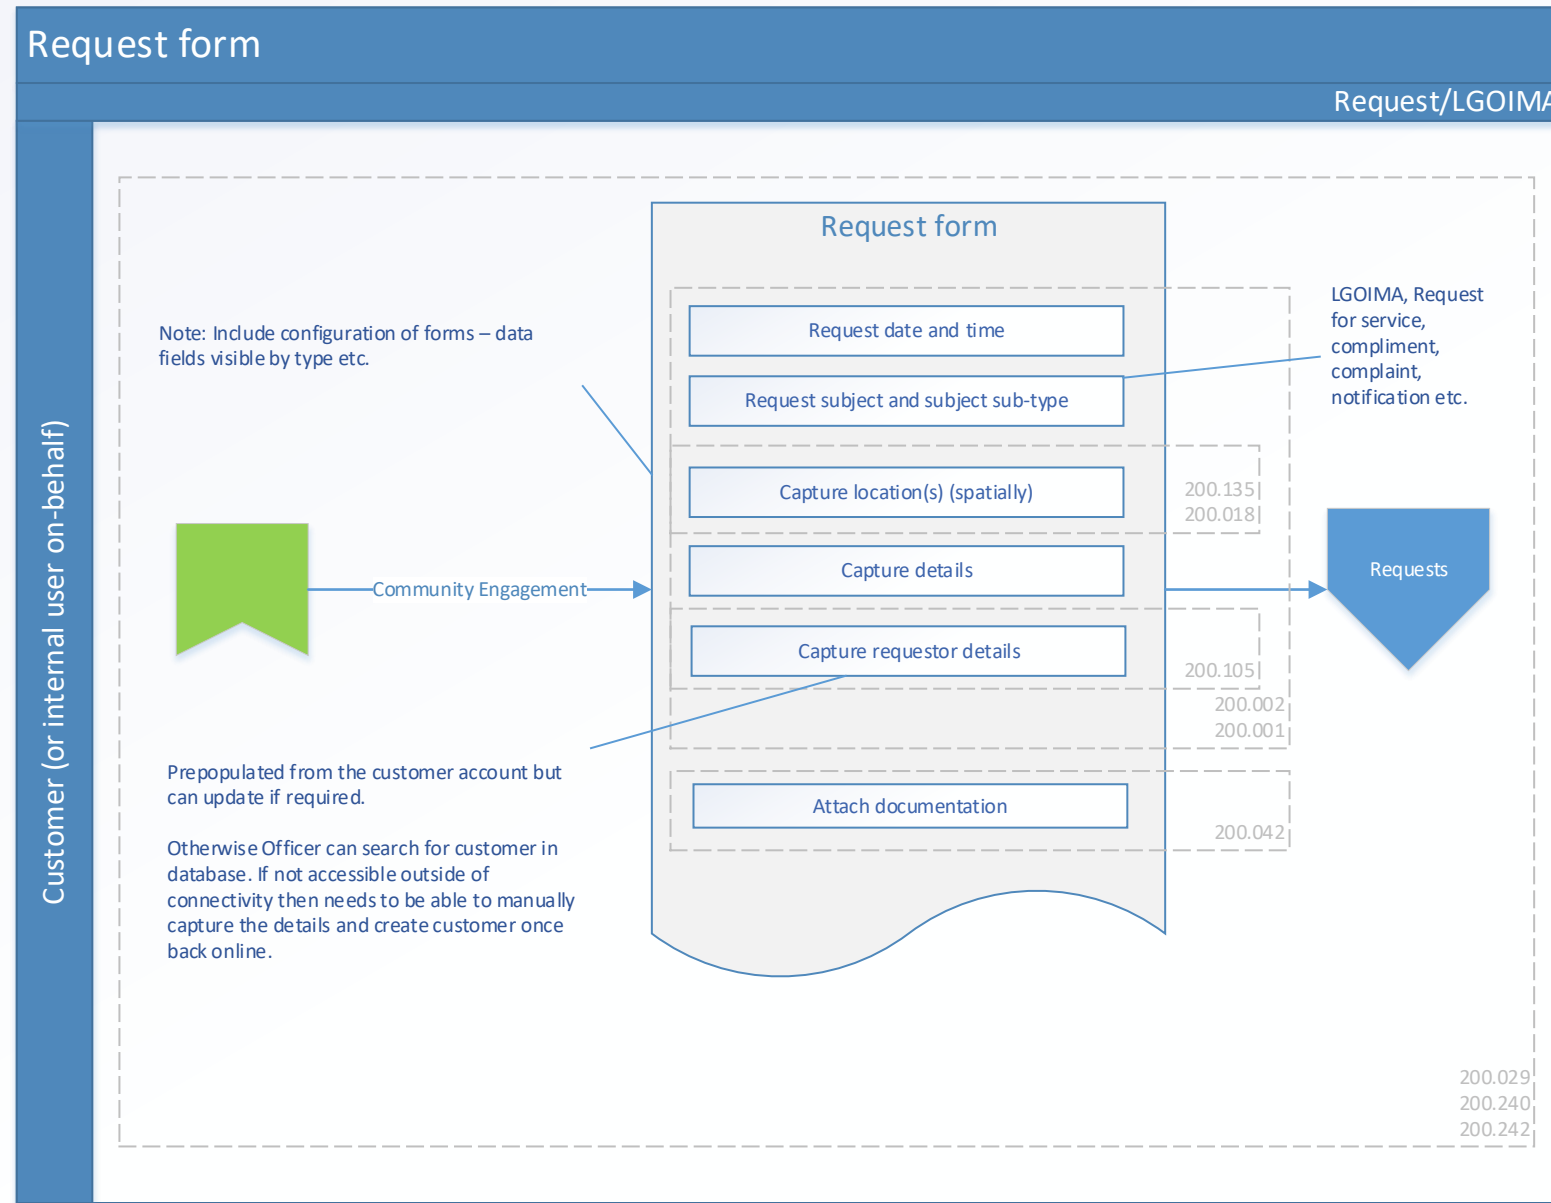 Request form
Request/LGOIMA
Customer (or internal user on-behalf)
Request form
Note: Include configuration of forms – data
fields visible by type etc.
Request date and time
Request subject and subject sub-type
LGOIMA, Request
for service,
compliment,
complaint,
notification etc.
Capture location(s) (spatially)
200.135
200.018
Community Engagement
Capture details
Requests
Capture requestor details
200.105
200.002
200.001
Prepopulated from the customer account but
can update if required.
Otherwise Officer can search for customer in
database. If not accessible outside of
connectivity then needs to be able to manually
capture the details and create customer once
back online.
Attach documentation
200.042
200.029
200.240
200.242